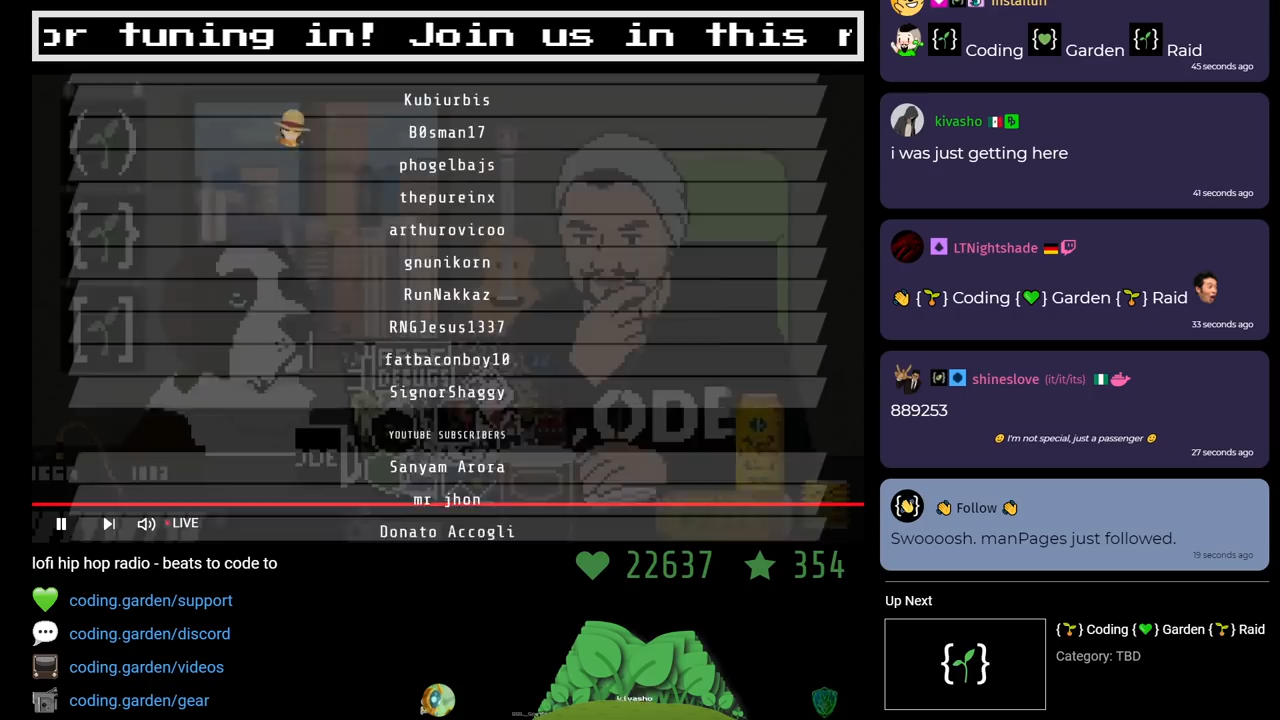 or tuning in! Join us in this r
Kubiurbis
B0sman17
phogelbajs
thepureinx
arthurovicoo
gnunikorn
RunNakkaz
RNGJesus1337
fatbaconboy10
SignorShaggy
YOUTUBE SUBSCRIBERS
Sanyam Arora
mr jhon
Donato Accogli
LIVE
lofi hip hop radio - beats to code to
22637 354
coding.garden/support
coding.garden/discord
coding.garden/videos
coding.garden/gear
kivasho
{ } Coding { } Garden { } Raid
45 seconds ago
kivasho
i was just getting here
41 seconds ago
LTNightshade
👋 {🌱} Coding {💚} Garden {🌱} Raid
33 seconds ago
shineslove (it/it/its)
889253
🙂 I'm not special, just a passenger 🙂
27 seconds ago
👋 Follow 👋
Swoooosh. manPages just followed.
19 seconds ago
Up Next
{🌱} Coding {💚} Garden {🌱} Raid
Category: TBD